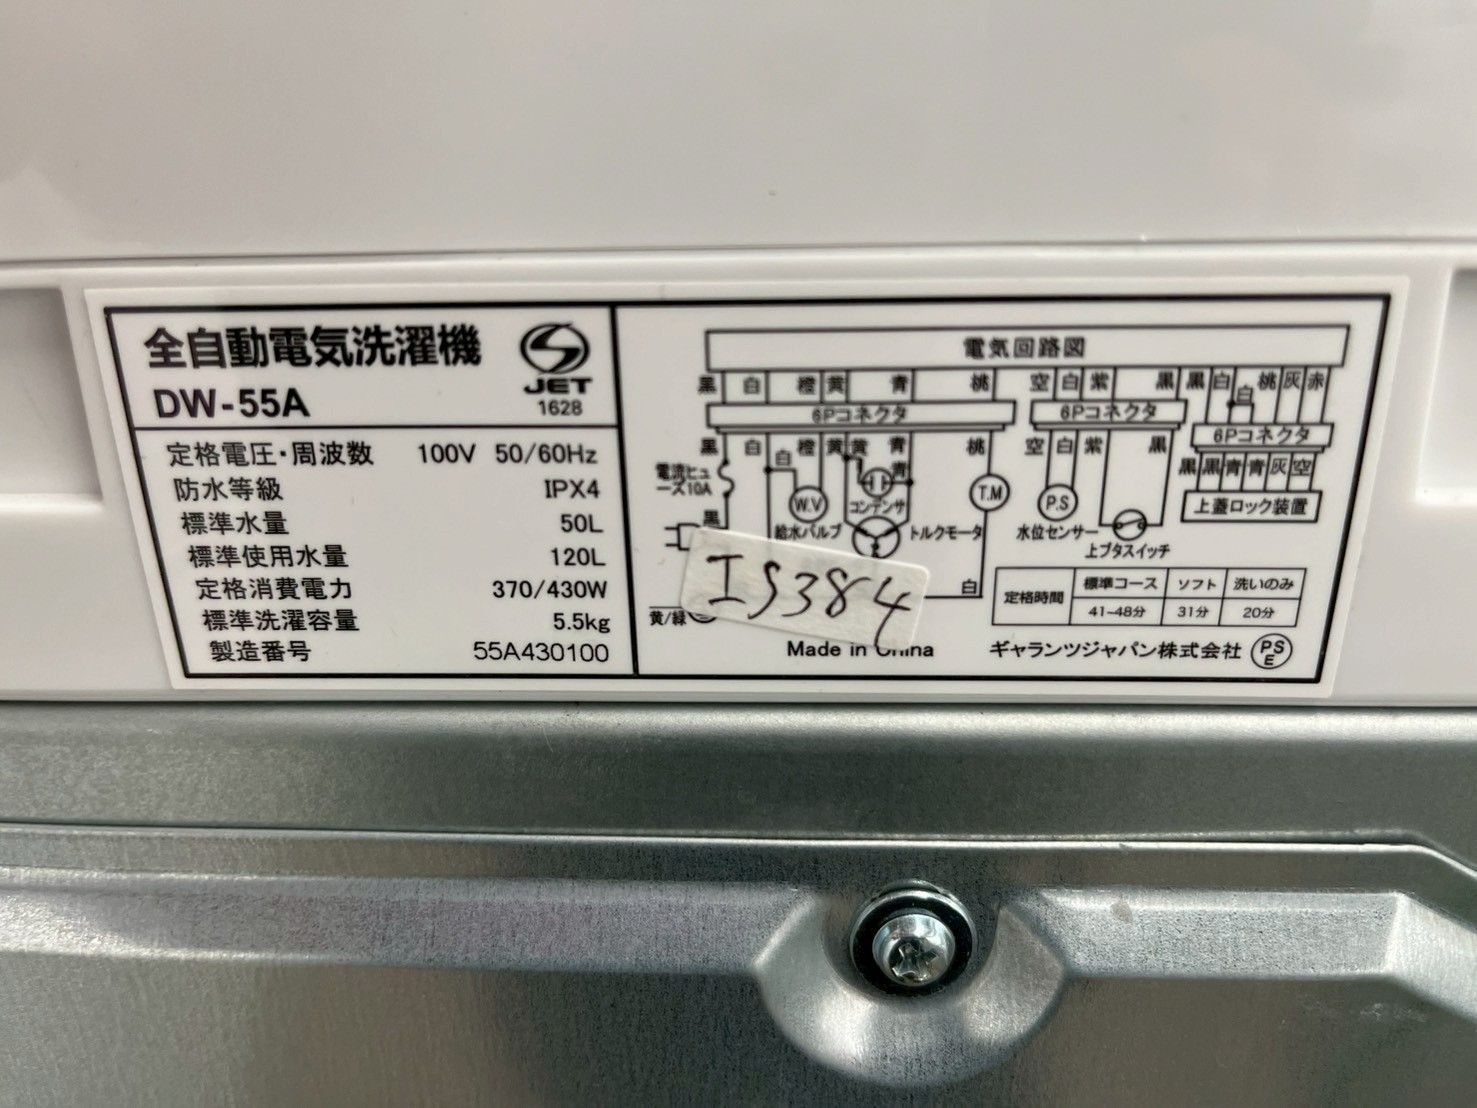 全自動電気洗濯機
JET
DW-55A
1628
定格電圧・周波数 100V 50/60Hz
防水等級 IPX4
標準水量 50L
標準使用水量 120L
定格消費電力 370/430W
標準洗濯容量 5.5kg
製造番号 55A430100
電気回路図
黒 白 橙 黄 青 桃 空 白 紫 黒 黒 白 白 桃 灰 赤
6Pコネクタ 6Pコネクタ 6Pコネクタ
黒 白 白 橙 黄 黄 青 青 桃 空 白 紫 黒 黒 黒 青 青 灰 空
電流ヒューズ10A
W.V コンデンサ T.M P.S 上蓋ロック装置
黒 給水バルブ トルクモータ 水位センサー
上ブタスイッチ
IS384
白
黄/緑
定格時間 標準コース ソフト 洗いのみ
41~48分 31分 20分
Made in China
ギャランツジャパン株式会社 PSE